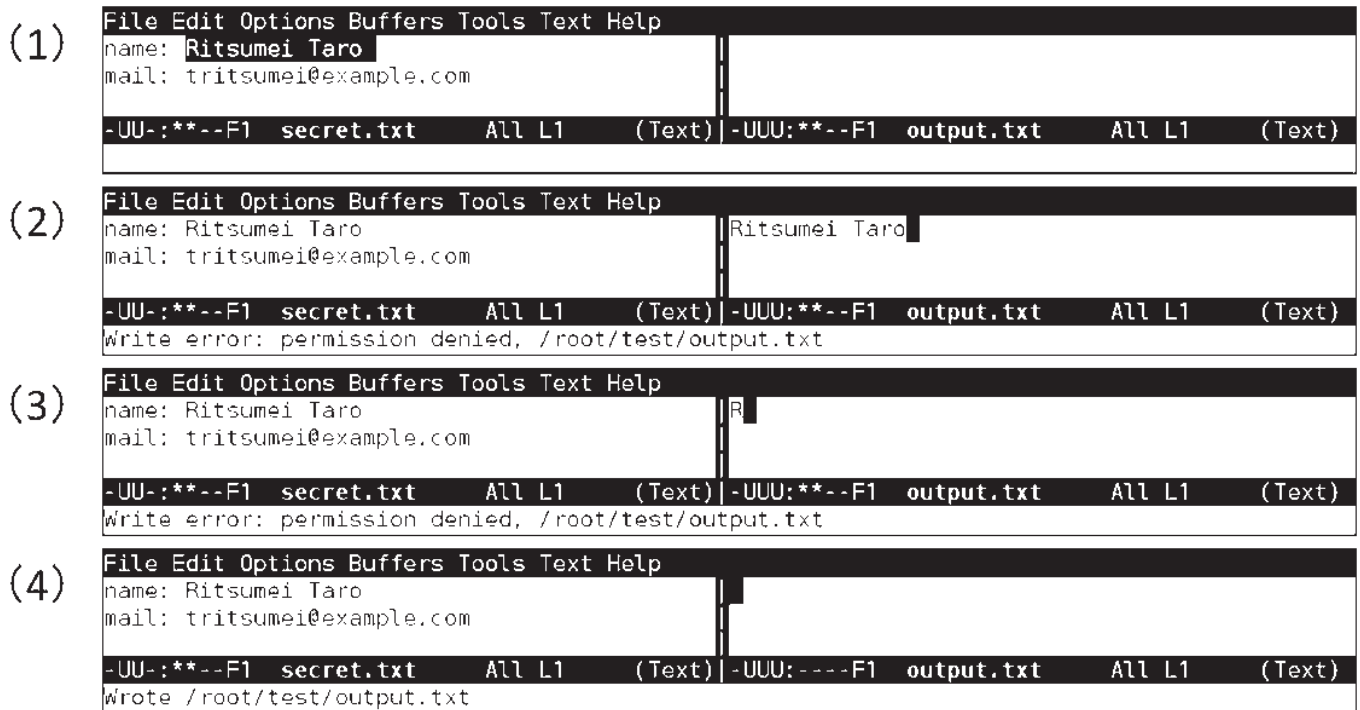 (1)
File Edit Options Buffers Tools Text Help
name: Ritsumei Taro
mail: tritsumei@example.com
-UU-:**--F1 secret.txt All L1 (Text)|-UUU:**--F1 output.txt All L1 (Text)
(2)
File Edit Options Buffers Tools Text Help
name: Ritsumei Taro Ritsumei Taro
mail: tritsumei@example.com
-UU-:**--F1 secret.txt All L1 (Text)|-UUU:**--F1 output.txt All L1 (Text)
Write error: permission denied, /root/test/output.txt
(3)
File Edit Options Buffers Tools Text Help
name: Ritsumei Taro R
mail: tritsumei@example.com
-UU-:**--F1 secret.txt All L1 (Text)|-UUU:**--F1 output.txt All L1 (Text)
Write error: permission denied, /root/test/output.txt
(4)
File Edit Options Buffers Tools Text Help
name: Ritsumei Taro
mail: tritsumei@example.com
-UU-:**--F1 secret.txt All L1 (Text)|-UUU:----F1 output.txt All L1 (Text)
Wrote /root/test/output.txt